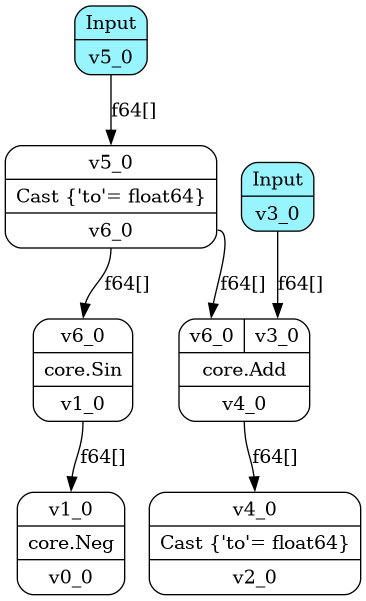 Input
v5_0
f64[]
v5_0
Cast {'to'= float64}
v6_0
Input
v3_0
f64[]
f64[]
f64[]
v6_0
core.Sin
v1_0
v6_0 v3_0
core.Add
v4_0
f64[]
f64[]
v1_0
core.Neg
v0_0
v4_0
Cast {'to'= float64}
v2_0